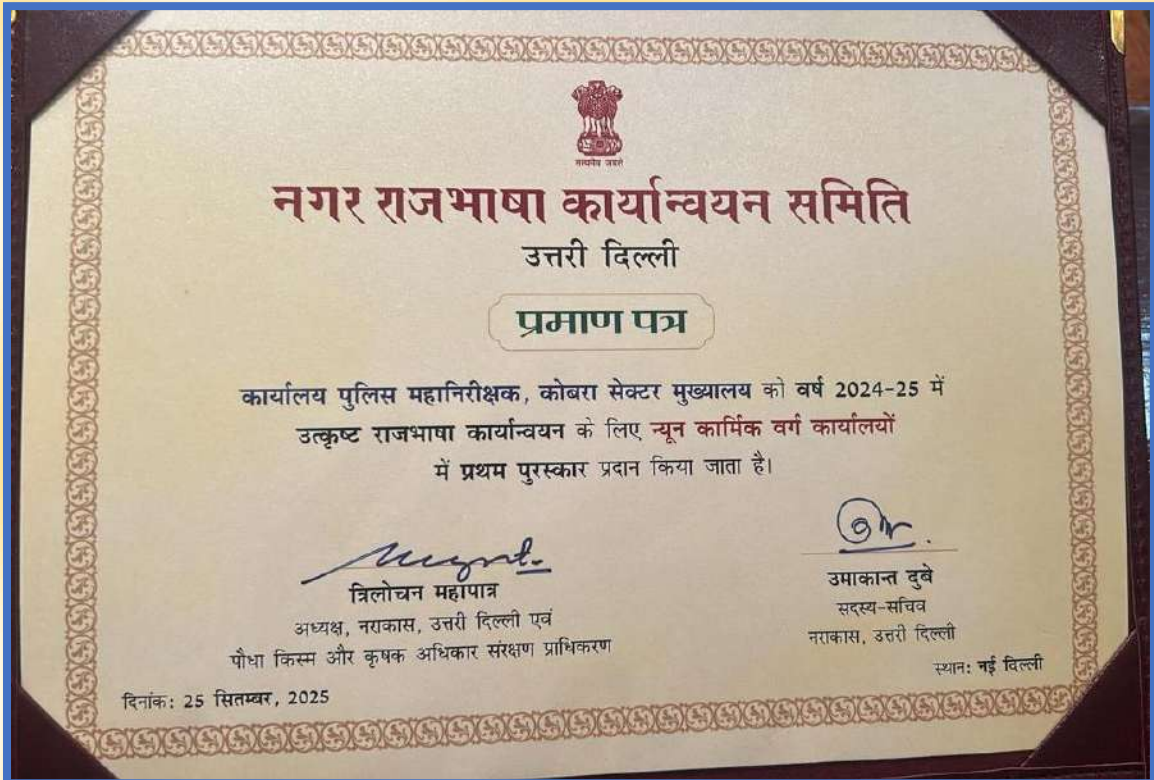 सत्यमेव जयते
नगर राजभाषा कार्यान्वयन समिति
उत्तरी दिल्ली
प्रमाण पत्र
कार्यालय पुलिस महानिरीक्षक, कोबरा सेक्टर मुख्यालय को वर्ष 2024-25 में
उत्कृष्ट राजभाषा कार्यान्वयन के लिए न्यून कार्मिक वर्ग कार्यालयों
में प्रथम पुरस्कार प्रदान किया जाता है।
त्रिलोचन महापात्र
अध्यक्ष, नराकास, उत्तरी दिल्ली एवं
पौधा किस्म और कृषक अधिकार संरक्षण प्राधिकरण
दिनांक: 25 सितम्बर, 2025
उमाकान्त दुबे
सदस्य-सचिव
नराकास, उत्तरी दिल्ली
स्थान: नई दिल्ली